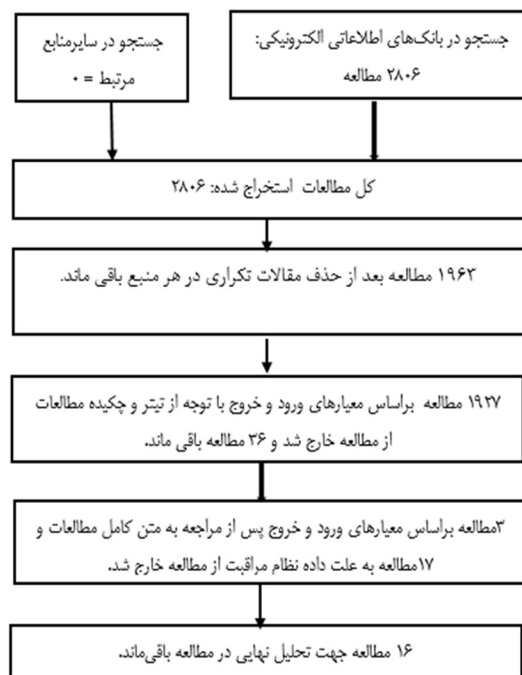 جستجو در بانک‌های اطلاعاتی الکترونیکی:
۲۸۰۶ مطالعه
جستجو در سایرمنابع
مرتبط = ۰
کل مطالعات استخراج شده: ۲۸۰۶
۱۹۶۳ مطالعه بعد از حذف مقالات تکراری در هر منبع باقی ماند.
۱۹۲۷ مطالعه براساس معیارهای ورود و خروج با توجه از تیتر و چکیده مطالعات
از مطالعه خارج شد و ۳۶ مطالعه باقی ماند.
۳مطالعه براساس معیارهای ورود و خروج پس از مراجعه به متن کامل مطالعات و
۱۷مطالعه به علت داده نظام مراقبت از مطالعه خارج شد.
۱۶ مطالعه جهت تحلیل نهایی در مطالعه باقی‌ماند.